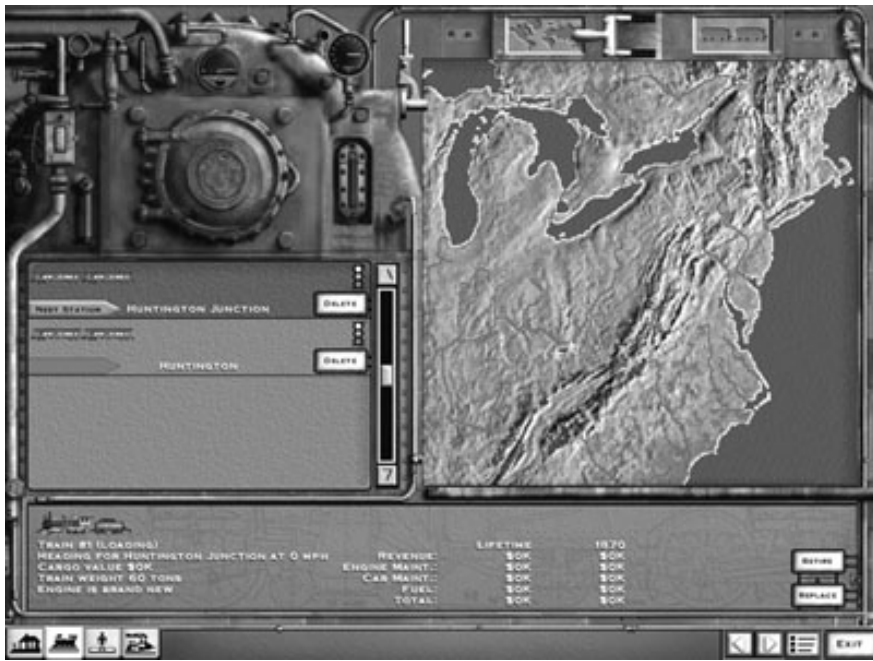 Next Station Huntington Junction Delete
Huntington Delete
Train #1 (Loading) Lifetime 1870
Heading for Huntington Junction at 0 mph Revenue: $0K $0K
Cargo value $0K Engine Maint.: $0K $0K
Train weight 60 tons Car Maint.: $0K $0K
Engine is brand new Fuel: $0K $0K
Total: $0K $0K
Retire
Replace
Exit